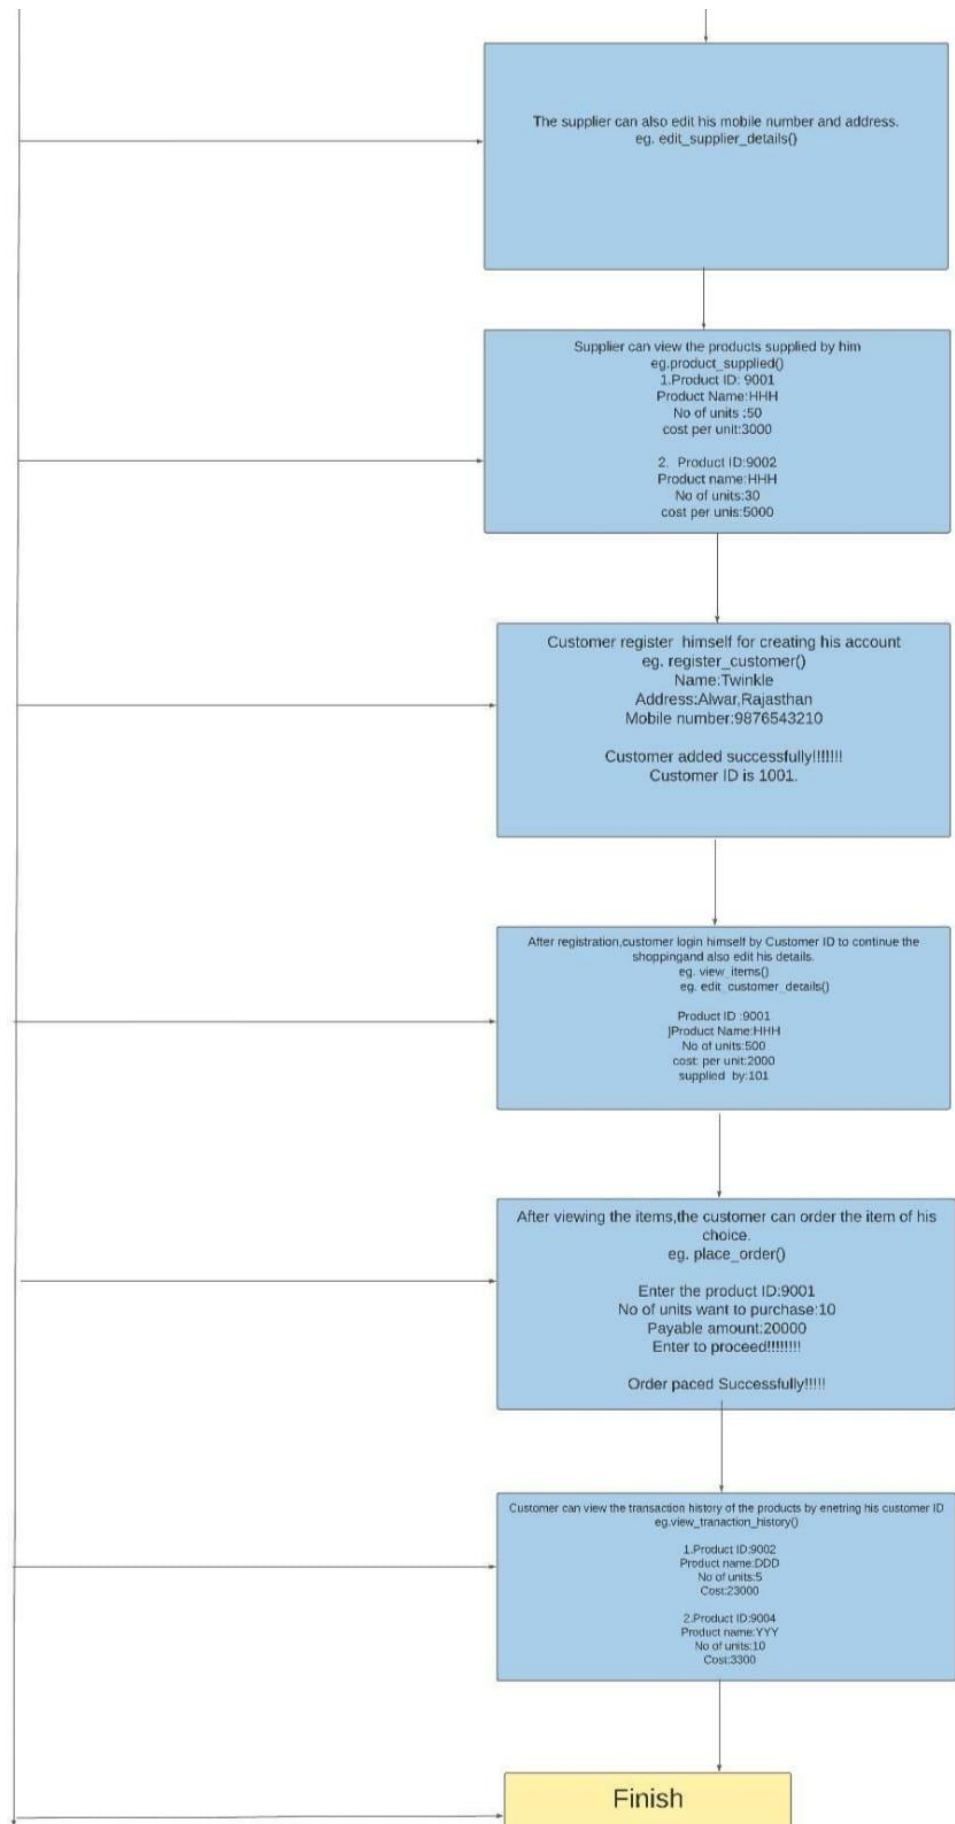 The supplier can also edit his mobile number and address.
eg. edit_supplier_details()
Supplier can view the products supplied by him
eg.product_supplied()
1.Product ID: 9001
Product Name:HHH
No of units :50
cost per unit:3000
2. Product ID:9002
Product name:HHH
No of units:30
cost per unis:5000
Customer register himself for creating his account
eg. register_customer()
Name:Twinkle
Address:Alwar,Rajasthan
Mobile number:9876543210
Customer added successfully!!!!!!!
Customer ID is 1001.
After registration,customer login himself by Customer ID to continue the
shoppingand also edit his details.
eg. view_items()
eg. edit_customer_details()
Product ID :9001
]Product Name:HHH
No of units:500
cost per unit:2000
supplied by:101
After viewing the items,the customer can order the item of his
choice.
eg. place_order()
Enter the product ID:9001
No of units want to purchase:10
Payable amount:20000
Enter to proceed!!!!!!!!
Order paced Successfully!!!!!
Customer can view the transaction history of the products by enetring his customer ID
eg.view_tranaction_history()
1.Product ID:9002
Product name:DDD
No of units:5
Cost:23000
2.Product ID:9004
Product name:YYY
No of units:10
Cost:3300
Finish